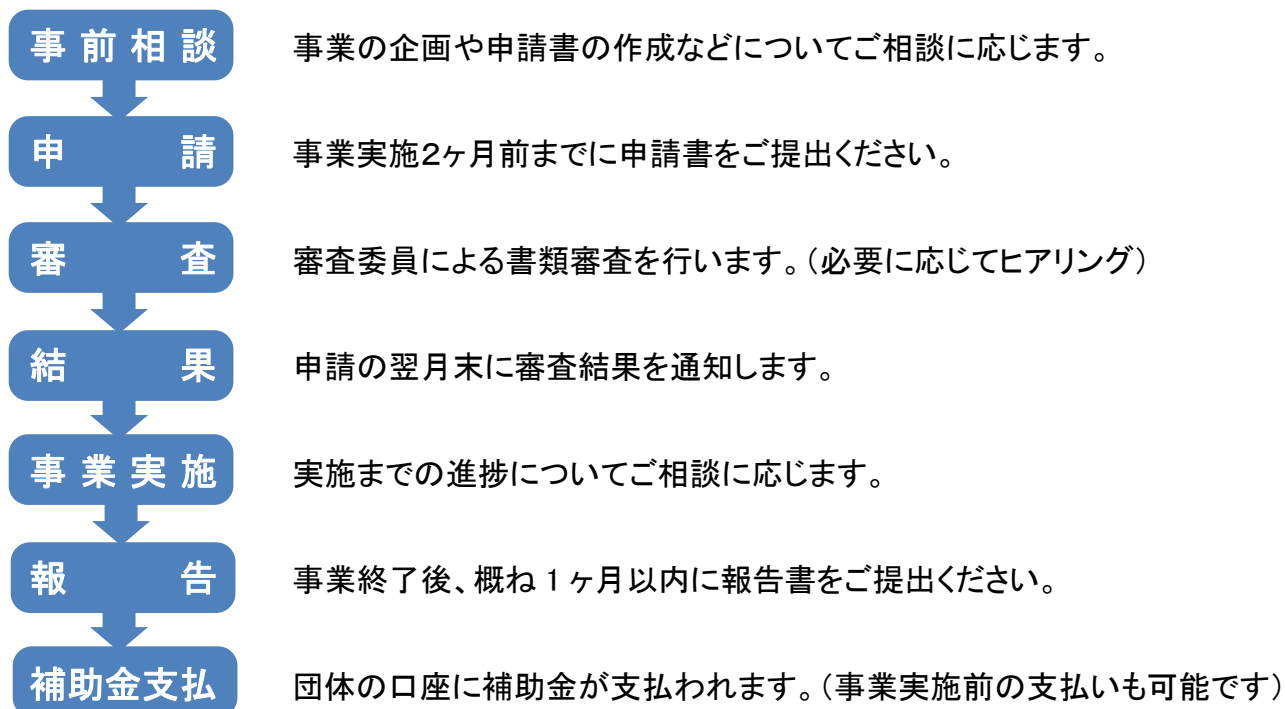 事前相談 事業の企画や申請書の作成などについてご相談に応じます。
申請 事業実施2ヶ月前までに申請書をご提出ください。
審査 審査委員による書類審査を行います。(必要に応じてヒアリング)
結果 申請の翌月末に審査結果を通知します。
事業実施 実施までの進捗についてご相談に応じます。
報告 事業終了後、概ね1ヶ月以内に報告書をご提出ください。
補助金支払 団体の口座に補助金が支払われます。(事業実施前の支払いも可能です)